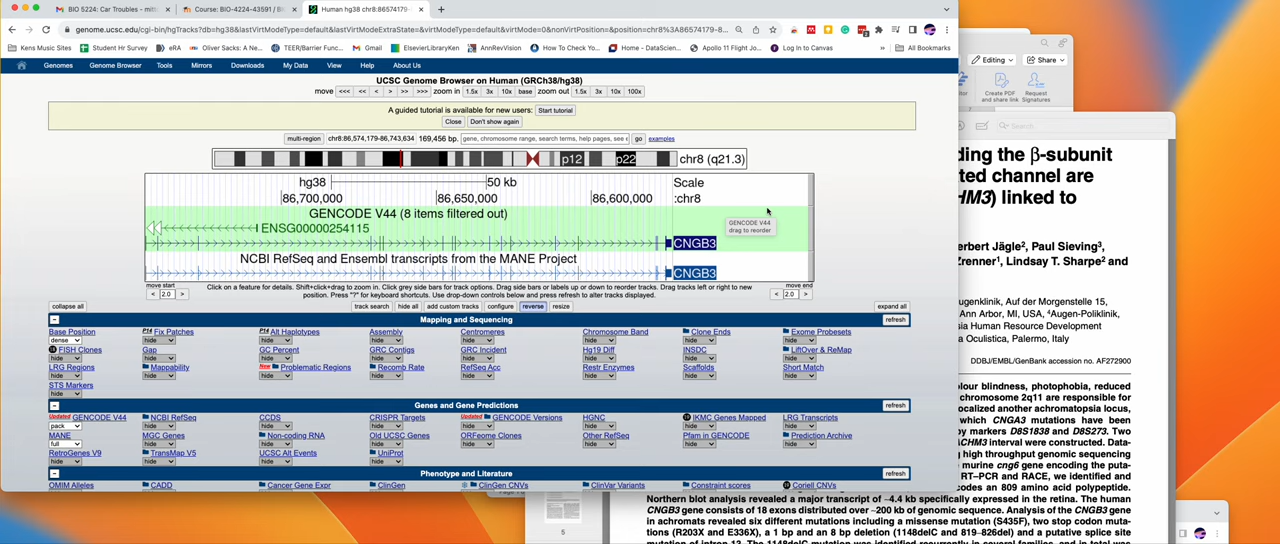 BIO 5224: Car Troubles - mitts
Course: BIO-4224-43591 / BIO-
Human hg38 chr8:86574179-8
genome.ucsc.edu/cgi-bin/hgTracks?db=hg38&lastVirtModeType=default&lastVirtModeExtraState=&virtModeType=default&virtMode=0&nonVirtPosition=&position=chr8%3A86574179-8...
Kens Music Sites
Student Hr Survey
eRA
Oliver Sacks: A Ne...
TEER/Barrier Func...
Gmail
ElsevierLibraryKen
AnnRevVision
How To Check Yo...
Home - DataScien...
Apollo 11 Flight Jo...
Log In to Canvas
»
All Bookmarks
Genomes Genome Browser Tools Mirrors Downloads My Data View Help About Us
UCSC Genome Browser on Human (GRCh38/hg38)
move <<< << < > >> >>> zoom in 1.5x 3x 10x base zoom out 1.5x 3x 10x 100x
A guided tutorial is available for new users: Start tutorial
Close Don't show again
multi-region chr8:86,574,179-86,743,634 169,456 bp. gene, chromosome range, search terms, help pages, see e go examples
p12 p22 chr8 (q21.3)
hg38 50 kb Scale
86,700,000 86,650,000 86,600,000 :chr8
GENCODE V44 (8 items filtered out)
ENSG00000254115
CNGB3
NCBI RefSeq and Ensembl transcripts from the MANE Project
CNGB3
GENCODE V44
drag to reorder
move start
< 2.0 >
Click on a feature for details. Shift+click+drag to zoom in. Click grey side bars for track options. Drag side bars or labels up or down to reorder tracks. Drag tracks left or right to new
position. Press "?" for keyboard shortcuts. Use drop-down controls below and press refresh to alter tracks displayed.
move end
< 2.0 >
collapse all track search hide all add custom tracks configure reverse resize expand all
- Mapping and Sequencing refresh
Base Position P14 Fix Patches P14 Alt Haplotypes Assembly Centromeres Chromosome Band Clone Ends Exome Probesets
dense hide hide hide hide hide hide hide
FISH Clones Gap GC Percent GRC Contigs GRC Incident Hg19 Diff INSDC LiftOver & ReMap
hide hide hide hide hide hide hide hide
LRG Regions Mappability New Problematic Regions Recomb Rate RefSeq Acc Restr Enzymes Scaffolds Short Match
hide hide hide hide hide hide hide hide
STS Markers
hide
- Genes and Gene Predictions refresh
Updated GENCODE V44 NCBI RefSeq CCDS CRISPR Targets Updated GENCODE Versions HGNC IKMC Genes Mapped LRG Transcripts
pack hide hide hide hide hide hide hide
MANE MGC Genes Non-coding RNA Old UCSC Genes ORFeome Clones Other RefSeq Pfam in GENCODE Prediction Archive
full hide hide hide hide hide hide hide
RetroGenes V9 TransMap V5 UCSC Alt Events UniProt
hide hide hide hide
- Phenotype and Literature refresh
OMIM Alleles CADD Cancer Gene Expr ClinGen ClinGen CNVs ClinVar Variants Constraint scores Coriell CNVs
Editing Share
Create PDF
and share link
Request
Signatures
Search
ding the β-subunit
ted channel are
HM3) linked to
erbert Jägle2, Paul Sieving3,
Zrenner1, Lindsay T. Sharpe2 and
ugenklinik, Auf der Morgenstelle 15,
Ann Arbor, MI, USA, 4Augen-Poliklinik,
sia Human Resource Development
a Oculistica, Palermo, Italy
DDBJ/EMBL/GenBank accession no. AF272900
olour blindness, photophobia, reduced
chromosome 2q11 are responsible for
ocalized another achromatopsia locus,
which CNGA3 mutations have been
by markers D8S1838 and D8S273. Two
CHM3 interval were constructed. Data-
ng high throughput genomic sequencing
murine cng6 gene encoding the puta-
RT–PCR and RACE, we identified and
codes an 809 amino acid polypeptide.
Northern blot analysis revealed a major transcript of ~4.4 kb specifically expressed in the retina. The human
CNGB3 gene consists of 18 exons distributed over ~200 kb of genomic sequence. Analysis of the CNGB3 gene
in achromats revealed six different mutations including a missense mutation (S435F), two stop codon muta-
tions (R203X and E336X), a 1 bp and an 8 bp deletion (1148delC and 819–826del) and a putative splice site
5